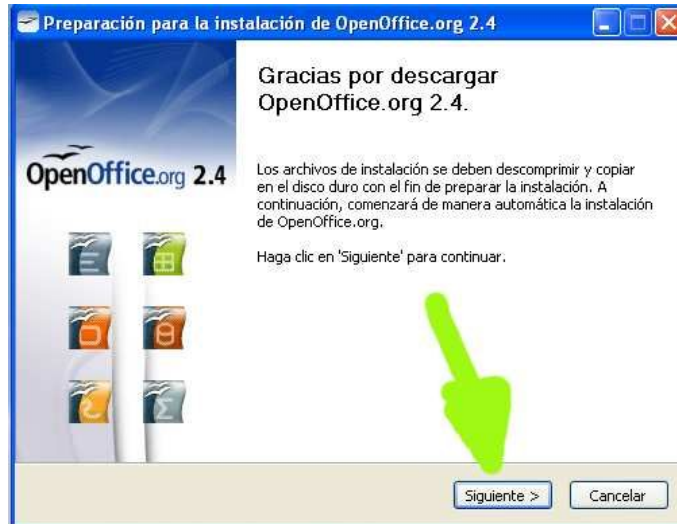 Preparación para la instalación de OpenOffice.org 2.4
Gracias por descargar
OpenOffice.org 2.4.
OpenOffice.org 2.4
Los archivos de instalación se deben descomprimir y copiar
en el disco duro con el fin de preparar la instalación. A
continuación, comenzará de manera automática la instalación
de OpenOffice.org.
Haga clic en 'Siguiente' para continuar.
Siguiente >
Cancelar